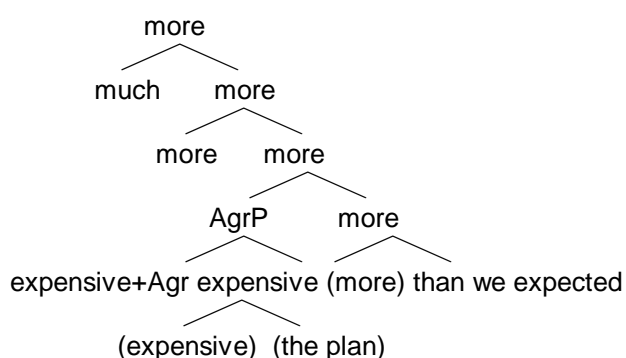 more
much more
more more
AgrP more
expensive+Agr expensive (more) than we expected
(expensive) (the plan)